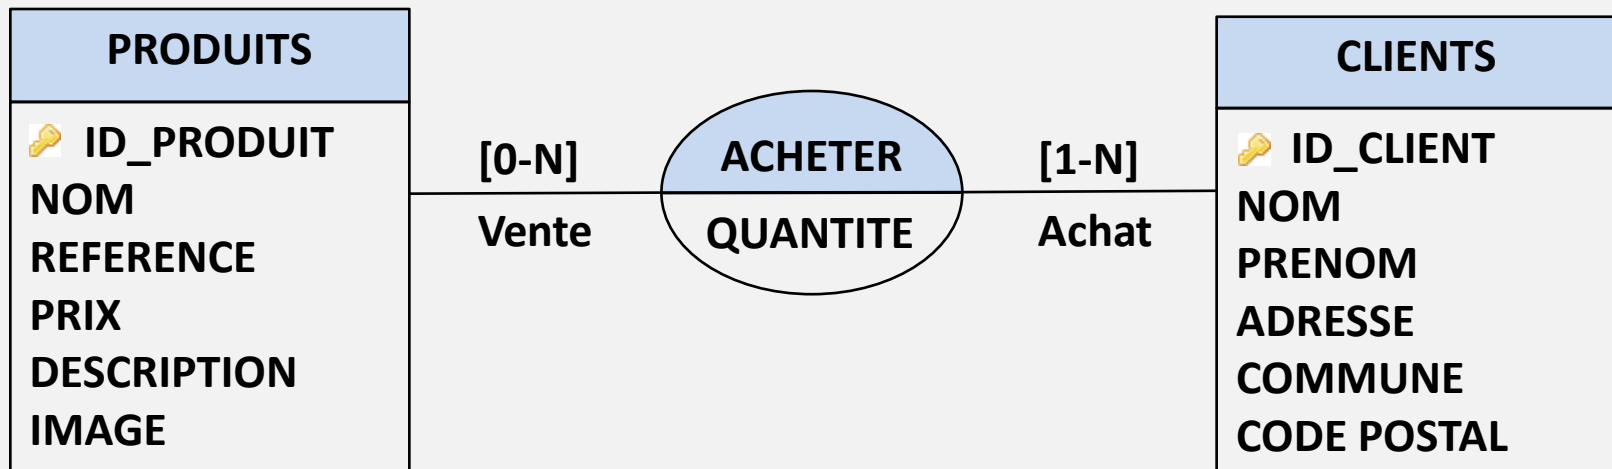 PRODUITS
ID_PRODUIT
NOM
REFERENCE
PRIX
DESCRIPTION
IMAGE
[0-N]
Vente
ACHETER
QUANTITE
[1-N]
Achat
CLIENTS
ID_CLIENT
NOM
PRENOM
ADRESSE
COMMUNE
CODE POSTAL